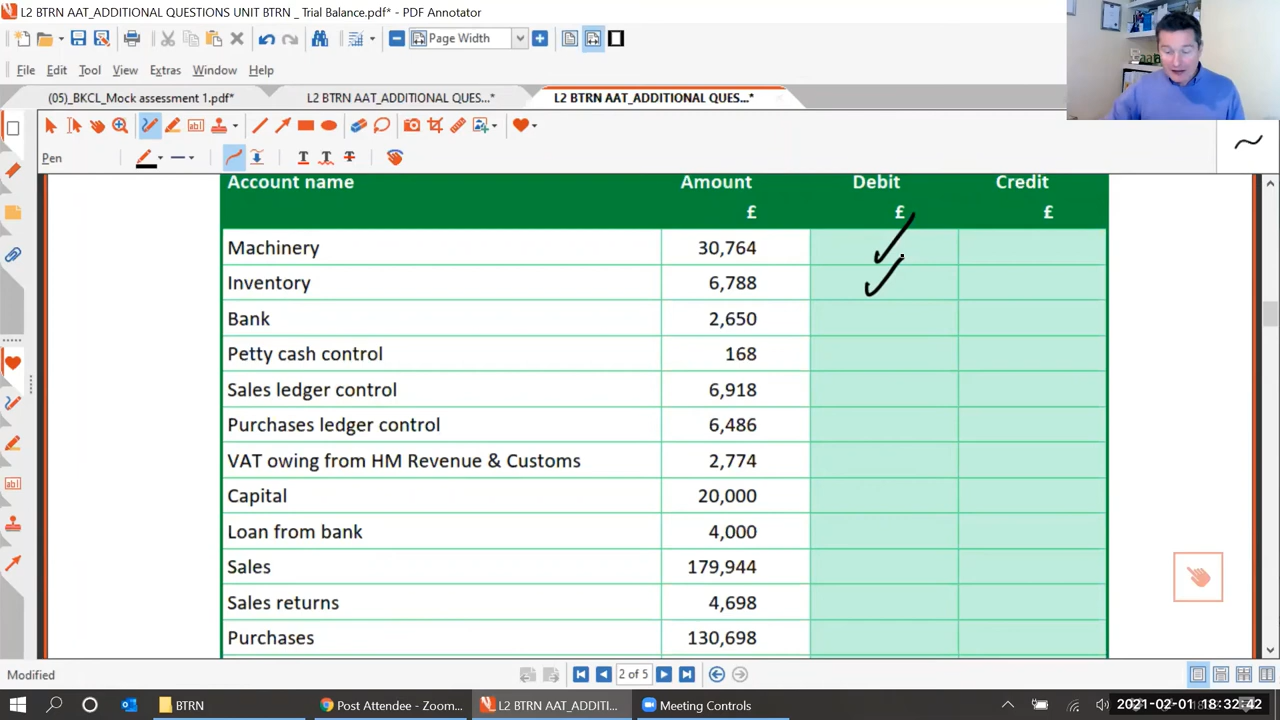 L2 BTRN AAT_ADDITIONAL QUESTIONS UNIT BTRN _ Trial Balance.pdf* - PDF Annotator
Page Width
File Edit Tool View Extras Window Help
(05)_BKCL_Mock assessment 1.pdf* L2 BTRN AAT_ADDITIONAL QUES...* L2 BTRN AAT_ADDITIONAL QUES...*
Pen
Account name Amount Debit Credit
£ £ £
Machinery 30,764
Inventory 6,788
Bank 2,650
Petty cash control 168
Sales ledger control 6,918
Purchases ledger control 6,486
VAT owing from HM Revenue & Customs 2,774
Capital 20,000
Loan from bank 4,000
Sales 179,944
Sales returns 4,698
Purchases 130,698
Modified 2 of 5
BTRN Post Attendee - Zoom... L2 BTRN AAT_ADDITI... Meeting Controls 2021-02-01 18:32:42